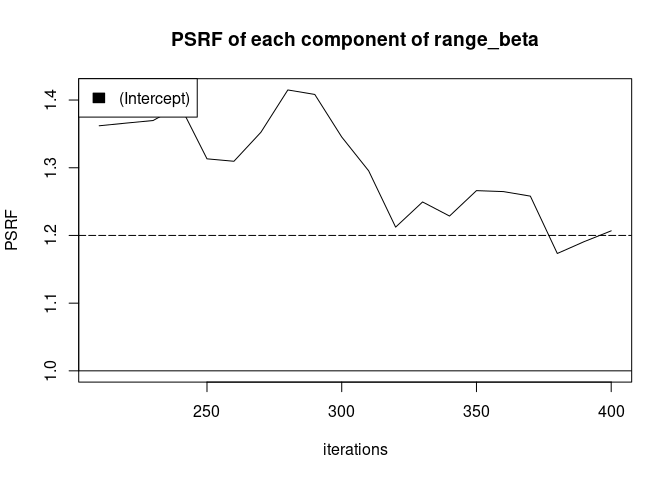 PSRF of each component of range_beta
(Intercept)
PSRF
1.4
1.3
1.2
1.1
1.0
250 300 350 400
iterations